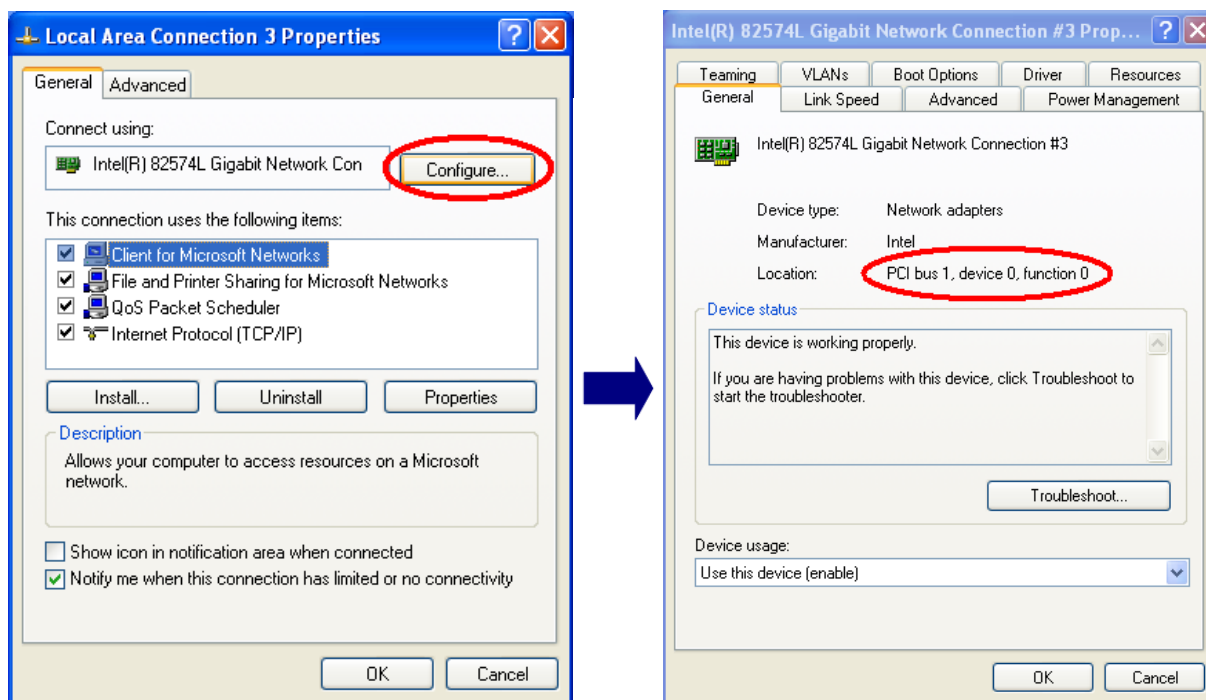 Local Area Connection 3 Properties
General
Advanced
Connect using:
Intel(R) 82574L Gigabit Network Con
Configure...
This connection uses the following items:
Client for Microsoft Networks
File and Printer Sharing for Microsoft Networks
QoS Packet Scheduler
Internet Protocol (TCP/IP)
Install...
Uninstall
Properties
Description
Allows your computer to access resources on a Microsoft
network.
Show icon in notification area when connected
Notify me when this connection has limited or no connectivity
OK
Cancel
Intel(R) 82574L Gigabit Network Connection #3 Prop...
Teaming
VLANs
Boot Options
Driver
Resources
General
Link Speed
Advanced
Power Management
Intel(R) 82574L Gigabit Network Connection #3
Device type: Network adapters
Manufacturer: Intel
Location: PCI bus 1, device 0, function 0
Device status
This device is working properly.
If you are having problems with this device, click Troubleshoot to
start the troubleshooter.
Troubleshoot...
Device usage:
Use this device (enable)
OK
Cancel